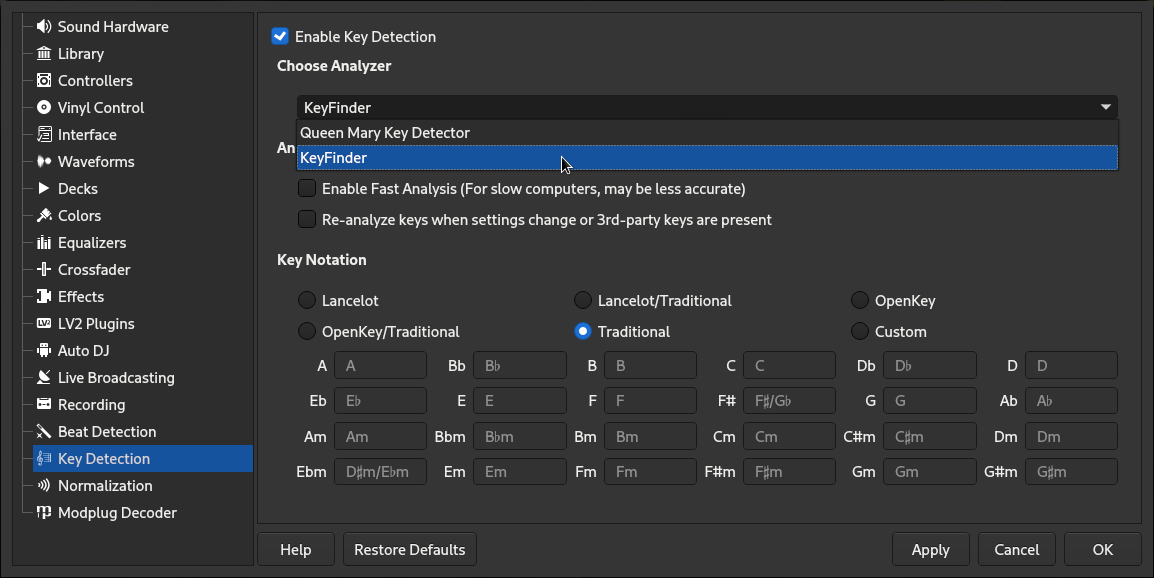 Sound Hardware
Library
Controllers
Vinyl Control
Interface
Waveforms
Decks
Colors
Equalizers
Crossfader
Effects
LV2 Plugins
Auto DJ
Live Broadcasting
Recording
Beat Detection
Key Detection
Normalization
Modplug Decoder
Enable Key Detection
Choose Analyzer
KeyFinder
Queen Mary Key Detector
An
KeyFinder
Enable Fast Analysis (For slow computers, may be less accurate)
Re-analyze keys when settings change or 3rd-party keys are present
Key Notation
Lancelot Lancelot/Traditional OpenKey
OpenKey/Traditional Traditional Custom
A A Bb B♭ B B C C Db D♭ D D
Eb E♭ E E F F F# F♯/G♭ G G Ab A♭
Am Am Bbm B♭m Bm Bm Cm Cm C#m C♯m Dm Dm
Ebm D♯m/E♭m Em Em Fm Fm F#m F♯m Gm Gm G#m G♯m
Help Restore Defaults Apply Cancel OK